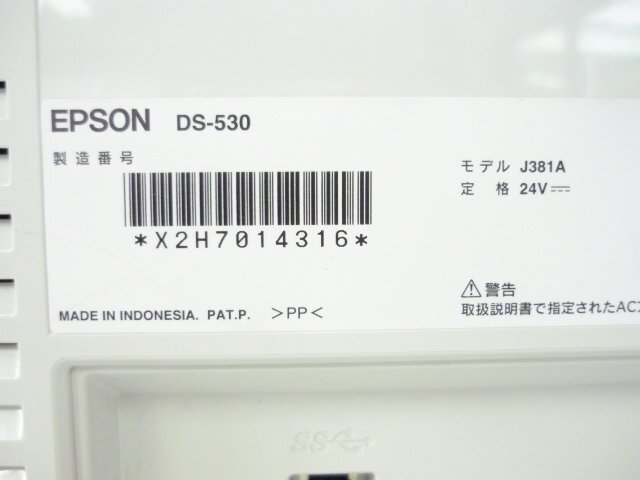 EPSON DS-530
製造番号
*X2H7014316*
モデル J381A
定 格 24V⎓
⚠警告
取扱説明書で指定されたAC
MADE IN INDONESIA. PAT.P. >PP<
SS